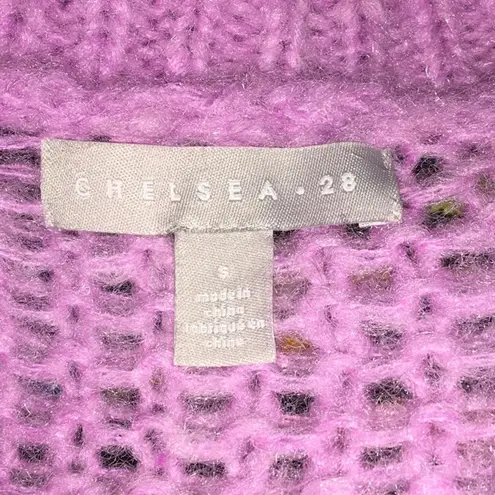 CHELSEA · 28
S
made in
china
fabriqué en
chine